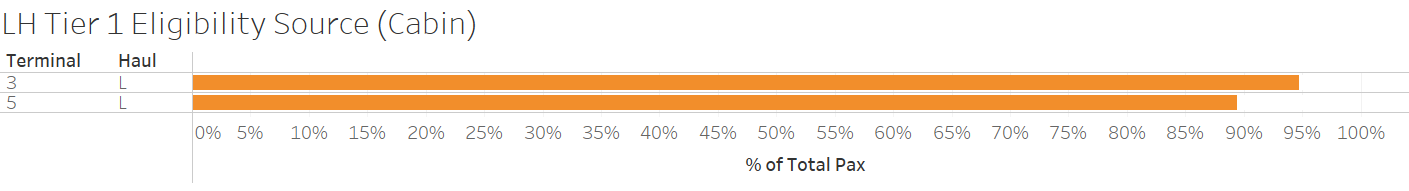 LH Tier 1 Eligibility Source (Cabin)
Terminal Haul
3 L
5 L
0% 5% 10% 15% 20% 25% 30% 35% 40% 45% 50% 55% 60% 65% 70% 75% 80% 85% 90% 95% 100%
% of Total Pax